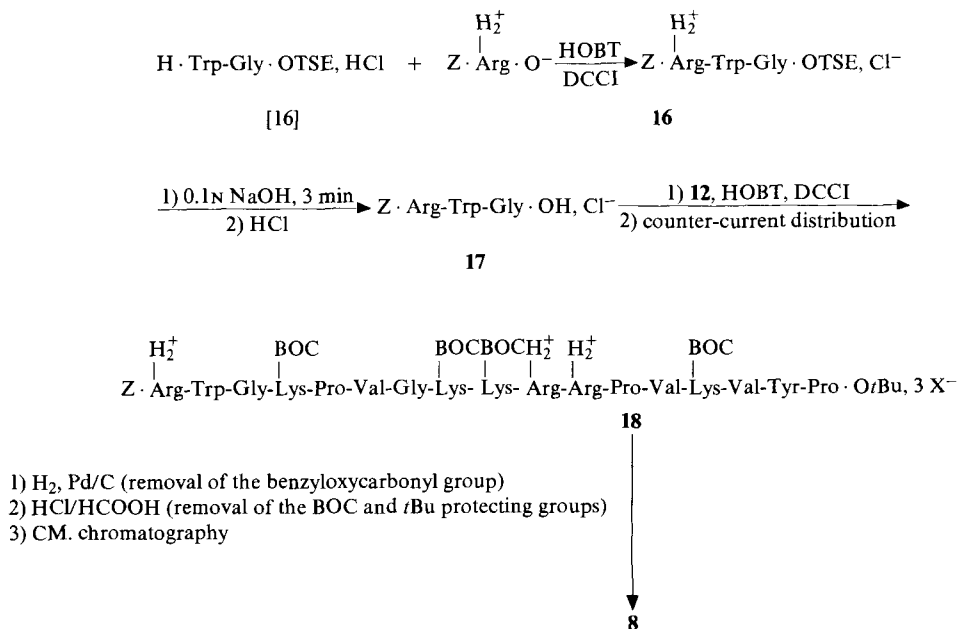 H₂⁺ H₂⁺
H · Trp-Gly · OTSE, HCl + Z · Arg · O⁻ HOBT Z · Arg-Trp-Gly · OTSE, Cl⁻
DCCI
[16] 16
1) 0.1N NaOH, 3 min Z · Arg-Trp-Gly · OH, Cl⁻ 1) 12, HOBT, DCCI
2) HCl 2) counter-current distribution
17
H₂⁺ BOC BOC BOC H₂⁺ H₂⁺ BOC
Z · Arg-Trp-Gly-Lys-Pro-Val-Gly-Lys- Lys- Arg-Arg-Pro-Val-Lys-Val-Tyr-Pro · OtBu, 3 X⁻
18
1) H₂, Pd/C (removal of the benzyloxycarbonyl group)
2) HCl/HCOOH (removal of the BOC and tBu protecting groups)
3) CM. chromatography
8